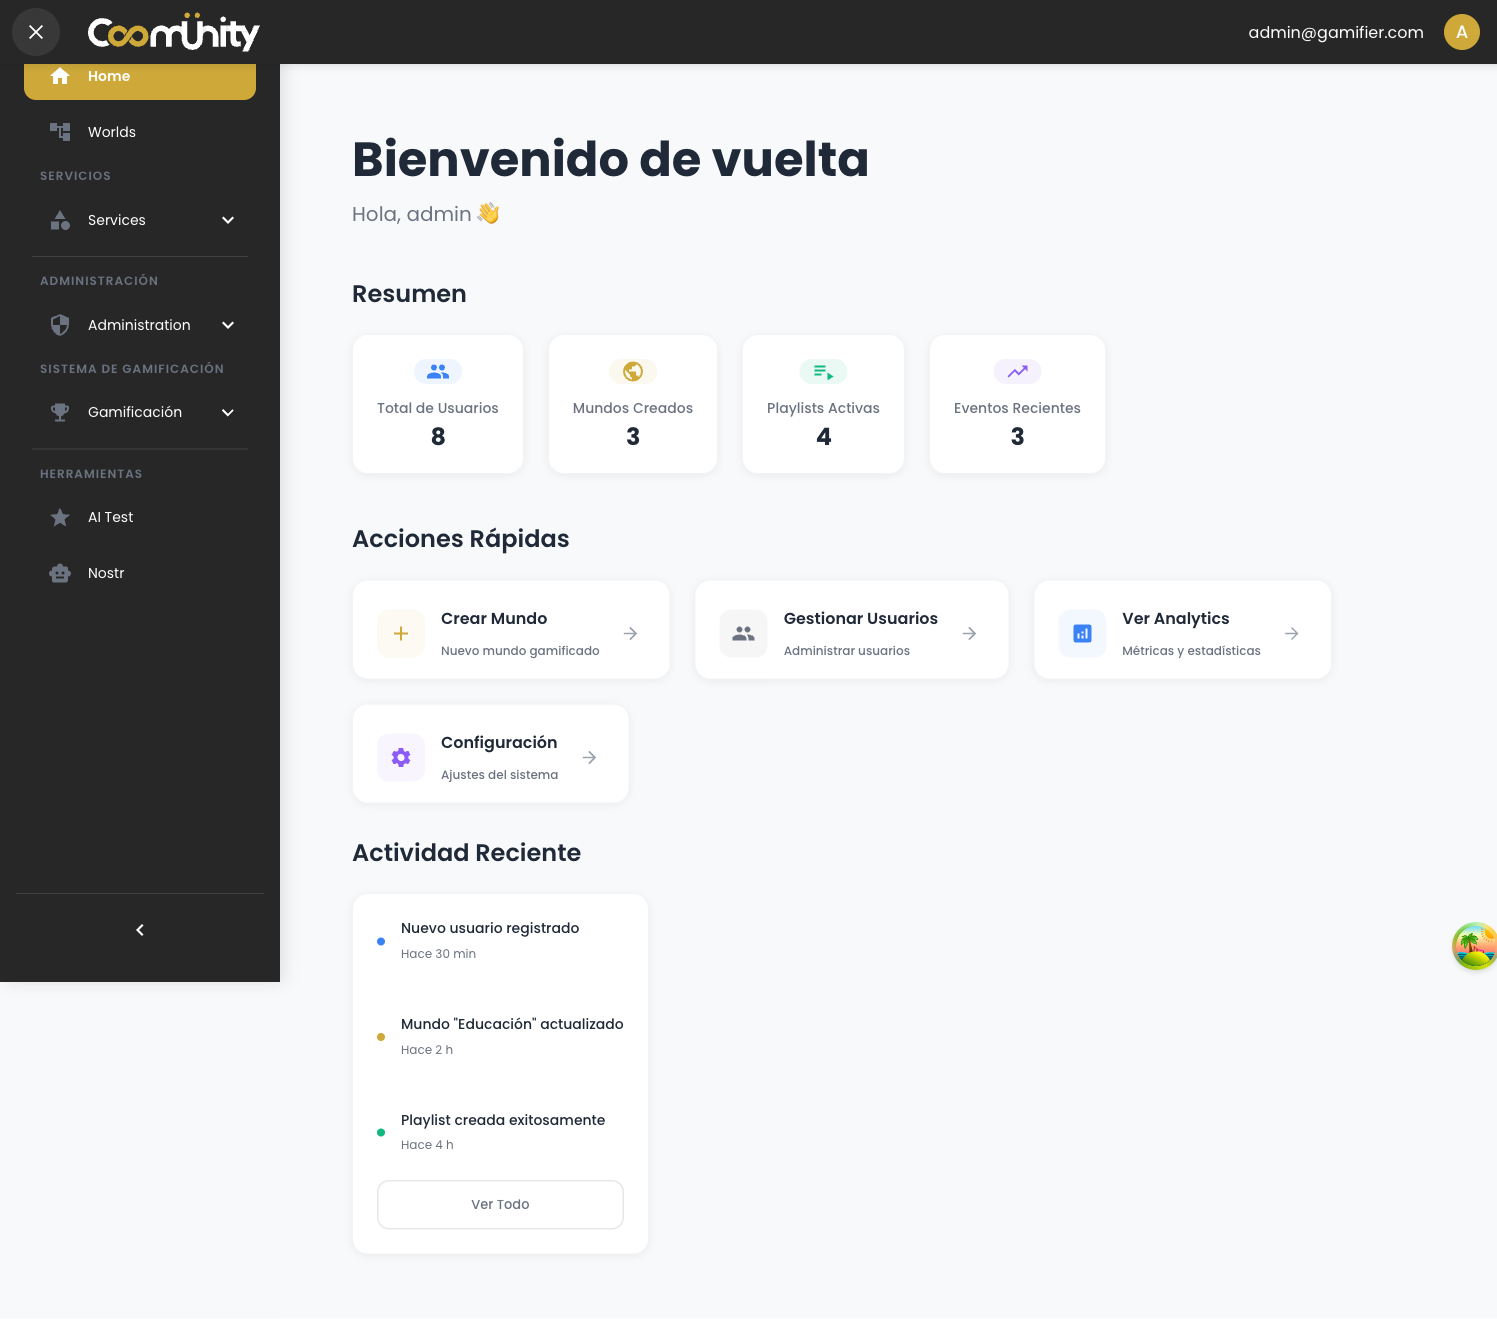 Coomünity
admin@gamifier.com
A
Home
Worlds
SERVICIOS
Services
ADMINISTRACIÓN
Administration
SISTEMA DE GAMIFICACIÓN
Gamificación
HERRAMIENTAS
AI Test
Nostr
Bienvenido de vuelta
Hola, admin 👋
Resumen
Total de Usuarios
8
Mundos Creados
3
Playlists Activas
4
Eventos Recientes
3
Acciones Rápidas
Crear Mundo
Nuevo mundo gamificado
Gestionar Usuarios
Administrar usuarios
Ver Analytics
Métricas y estadísticas
Configuración
Ajustes del sistema
Actividad Reciente
Nuevo usuario registrado
Hace 30 min
Mundo "Educación" actualizado
Hace 2 h
Playlist creada exitosamente
Hace 4 h
Ver Todo